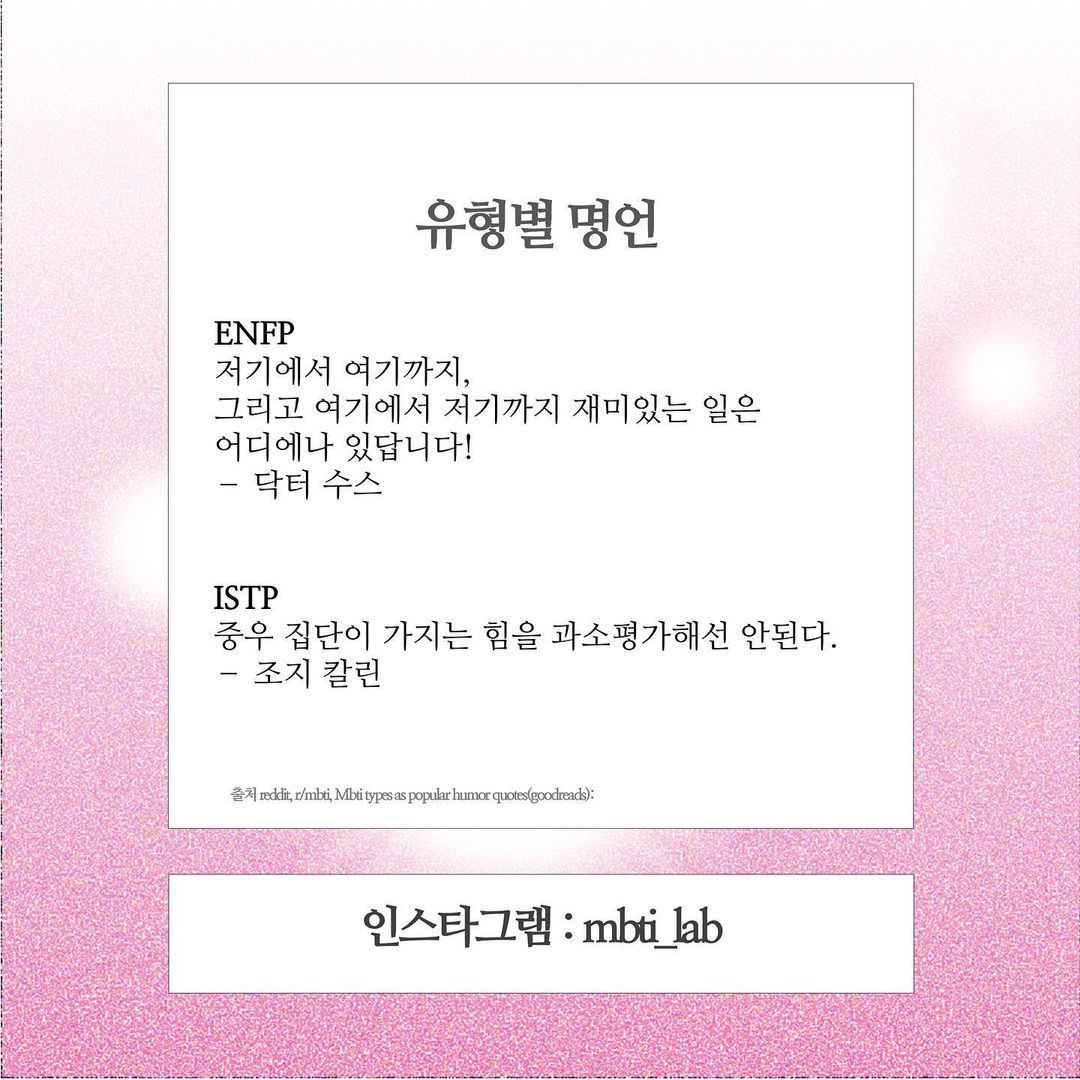 유형별 명언
ENFP
저기에서 여기까지,
그리고 여기에서 저기까지 재미있는 일은
어디에나 있답니다!
– 닥터 수스
ISTP
중우 집단이 가지는 힘을 과소평가해선 안된다.
– 조지 칼린
출처 reddit, r/mbti, Mbti types as popular humor quotes(goodreads):
인스타그램 : mbti_lab